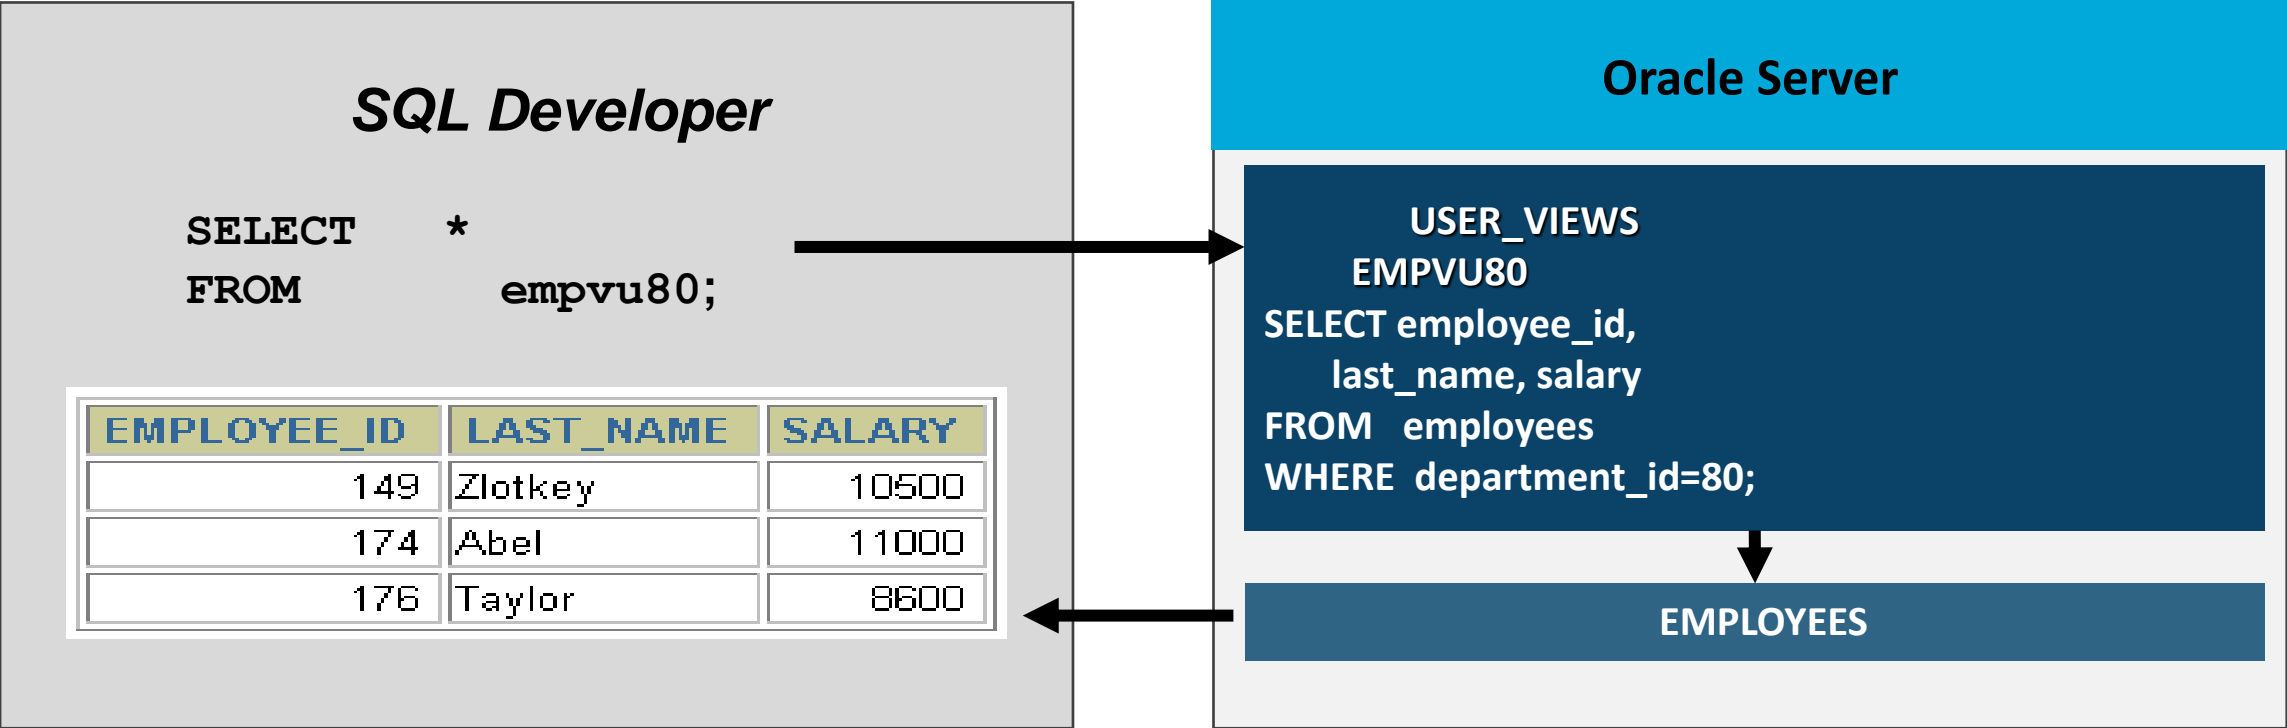 SQL Developer
SELECT *
FROM empvu80;
EMPLOYEE_ID LAST_NAME SALARY
149 Zlotkey 10500
174 Abel 11000
176 Taylor 8600
Oracle Server
USER_VIEWS
EMPVU80
SELECT employee_id,
last_name, salary
FROM employees
WHERE department_id=80;
EMPLOYEES